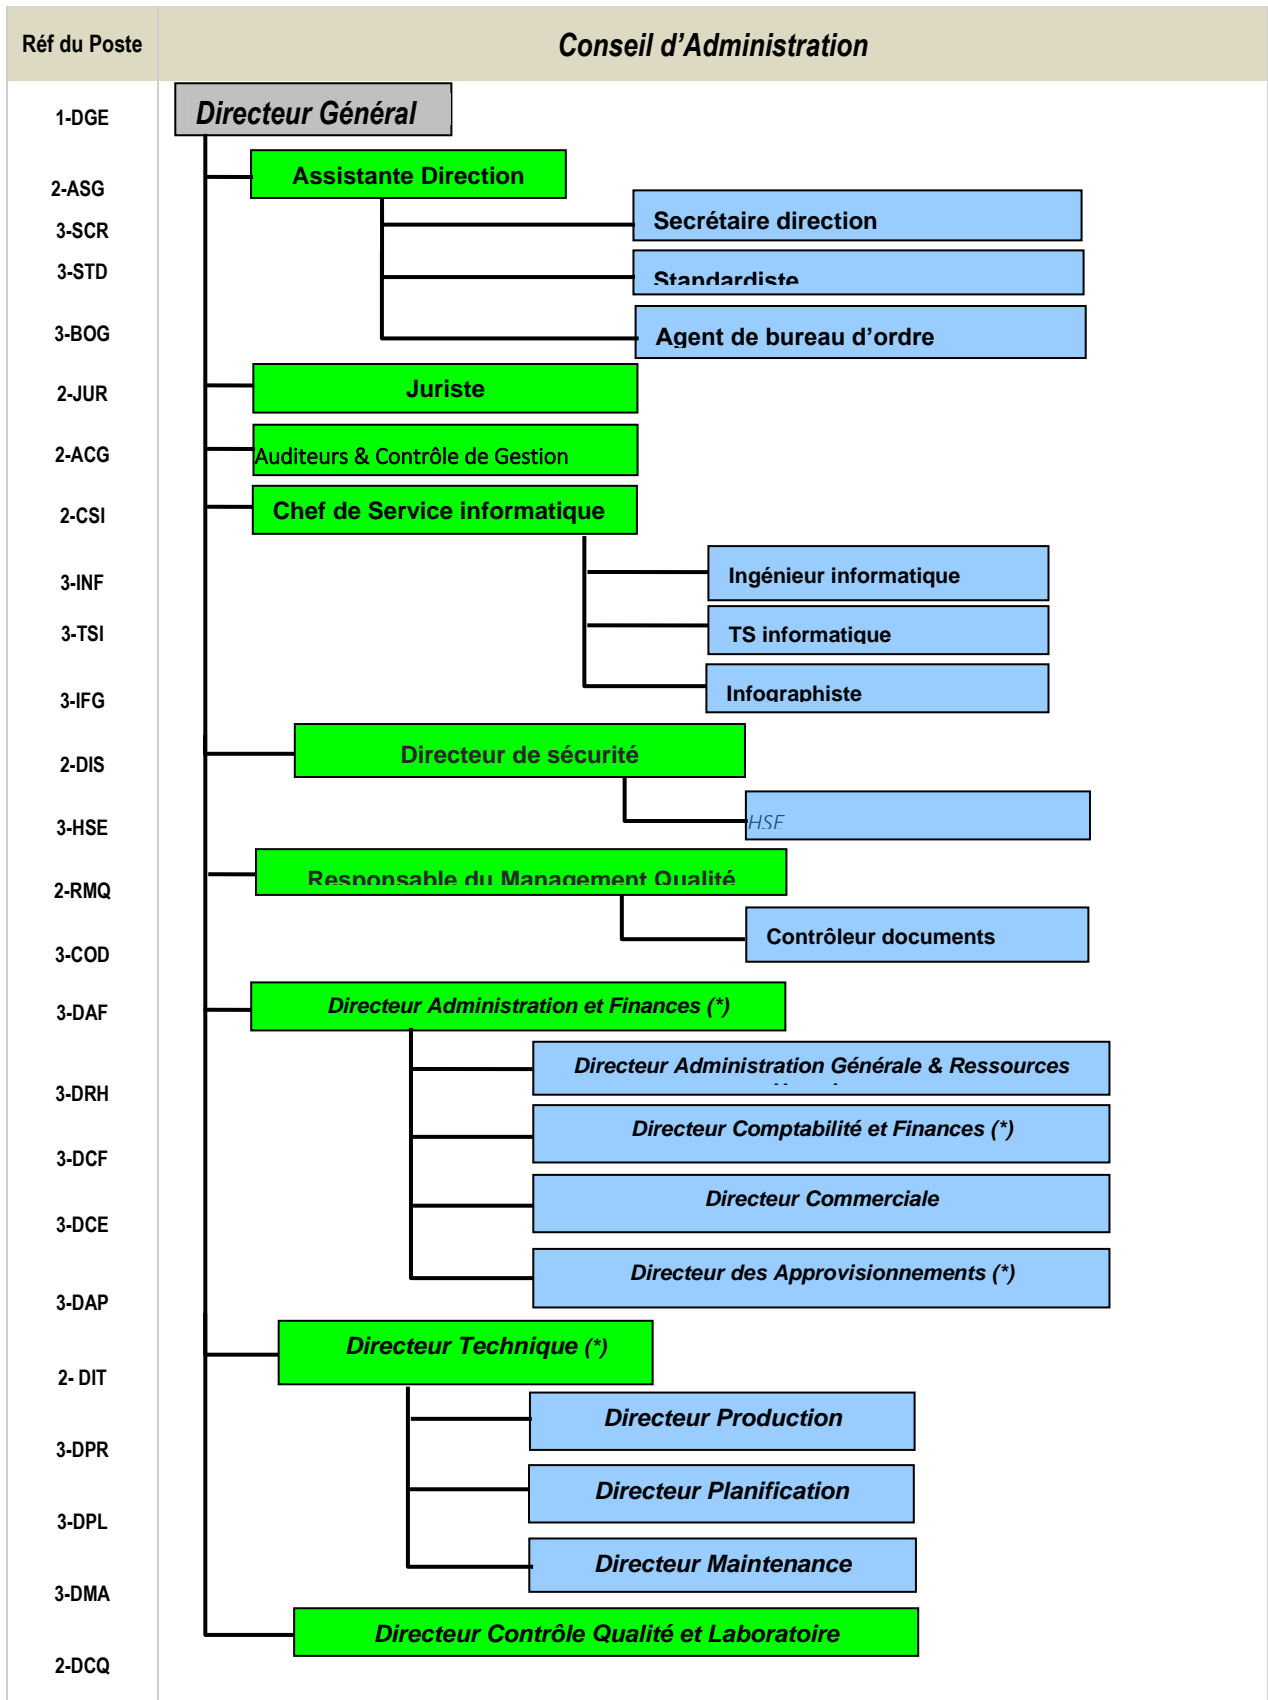 Réf du Poste
Conseil d’Administration
1-DGE
Directeur Général
2-ASG
Assistante Direction
3-SCR
Secrétaire direction
3-STD
Standardiste
3-BOG
Agent de bureau d’ordre
2-JUR
Juriste
2-ACG
Auditeurs & Contrôle de Gestion
2-CSI
Chef de Service informatique
3-INF
Ingénieur informatique
3-TSI
TS informatique
3-IFG
Infographiste
2-DIS
Directeur de sécurité
3-HSE
HSE
2-RMQ
Responsable du Management Qualité
3-COD
Contrôleur documents
3-DAF
Directeur Administration et Finances (*)
3-DRH
Directeur Administration Générale & Ressources
3-DCF
Directeur Comptabilité et Finances (*)
3-DCE
Directeur Commerciale
3-DAP
Directeur des Approvisionnements (*)
2- DIT
Directeur Technique (*)
3-DPR
Directeur Production
3-DPL
Directeur Planification
3-DMA
Directeur Maintenance
2-DCQ
Directeur Contrôle Qualité et Laboratoire